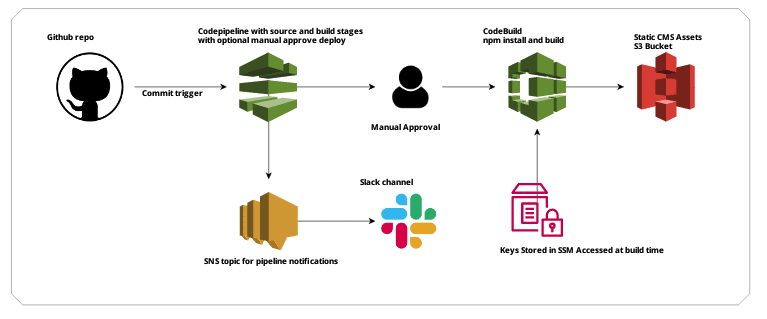 Github repo
Codepipeline with source and build stages
with optional manual approve deploy
CodeBuild
npm install and build
Static CMS Assets
S3 Bucket
Commit trigger
Manual Approval
Slack channel
SNS topic for pipeline notifications
Keys Stored in SSM Accessed at build time